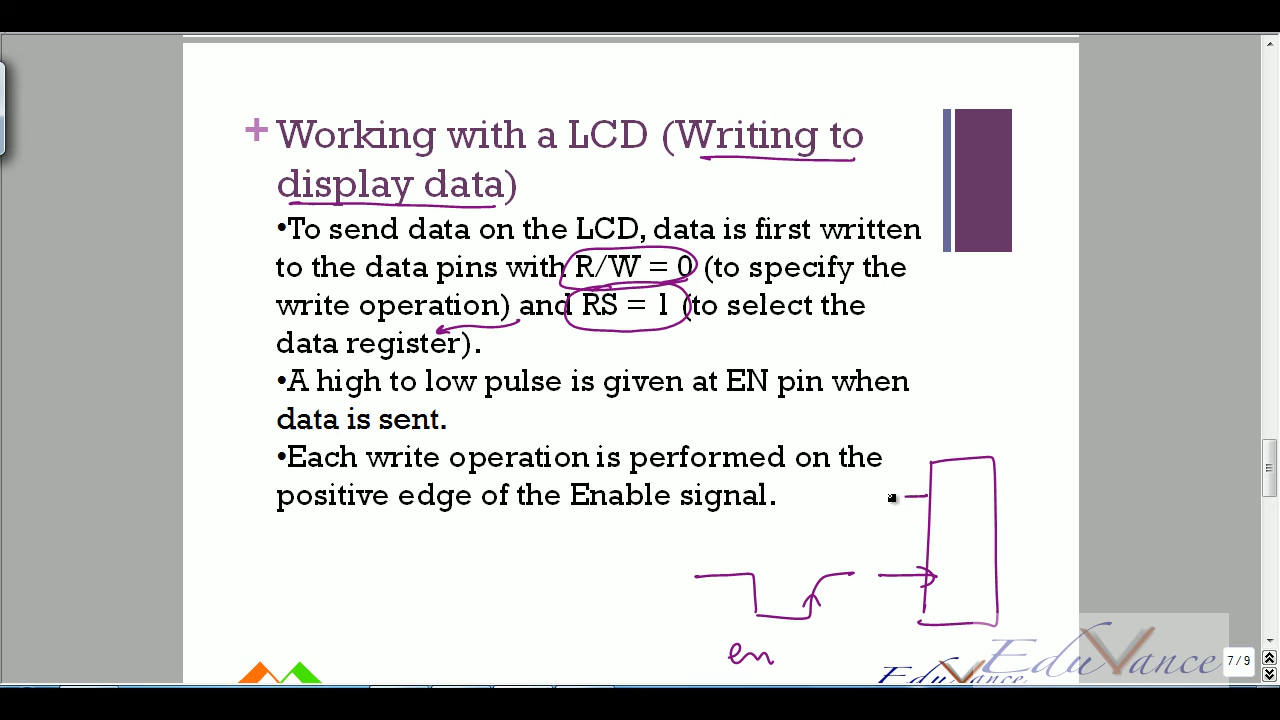 + Working with a LCD (Writing to
display data)
•To send data on the LCD, data is first written
to the data pins with R/W = 0 (to specify the
write operation) and RS = 1 (to select the
data register).
•A high to low pulse is given at EN pin when
data is sent.
•Each write operation is performed on the
positive edge of the Enable signal.
en
EduVance
EduVance
7 / 9